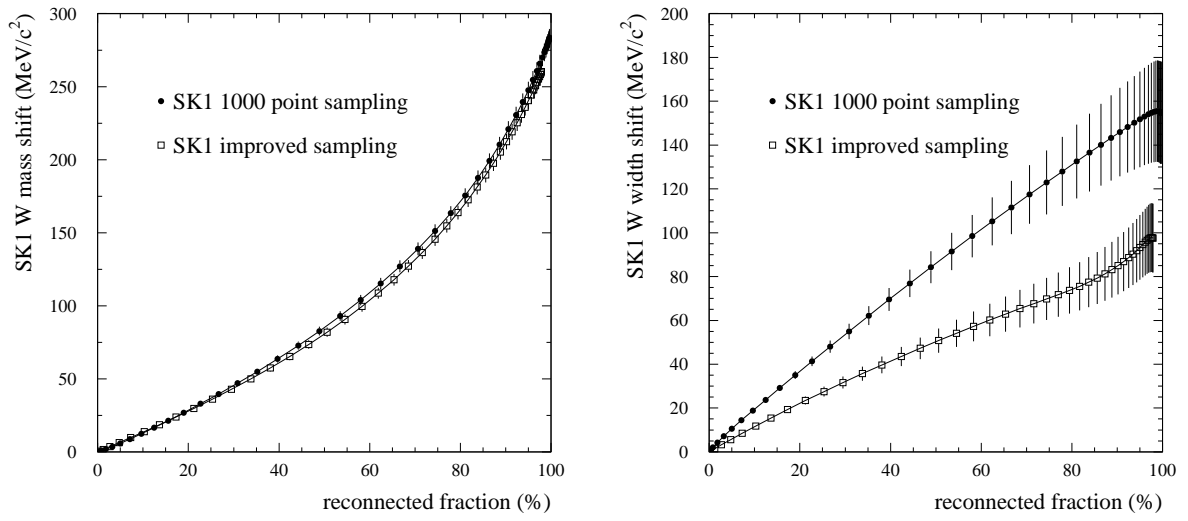 SK1 W mass shift (MeV/c²)
300
250
200
150
100
50
0
SK1 1000 point sampling
SK1 improved sampling
0 20 40 60 80 100
reconnected fraction (%)
SK1 W width shift (MeV/c²)
200
180
160
140
120
100
80
60
40
20
0
SK1 1000 point sampling
SK1 improved sampling
0 20 40 60 80 100
reconnected fraction (%)